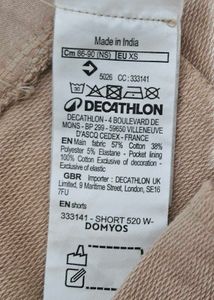 Made in India
Cm 86-90 (NS) EU XS
5026 CC: 333141
DECATHLON
DECATHLON - 4 BOULEVARD DE
MONS - BP 299 - 59650 VILLENEUVE
D'ASCQ CEDEX - FRANCE
EN Main fabric 57% Cotton 38%
Polyester 5% Elastane - Pocket lining
100% Cotton Exclusive of decoration -
Exclusive of elastic
GBR Importer : DECATHLON UK
Limited, 9 Maritime Street, London, SE16
7FU
EN shorts
333141 - SHORT 520 W-
DOMYOS